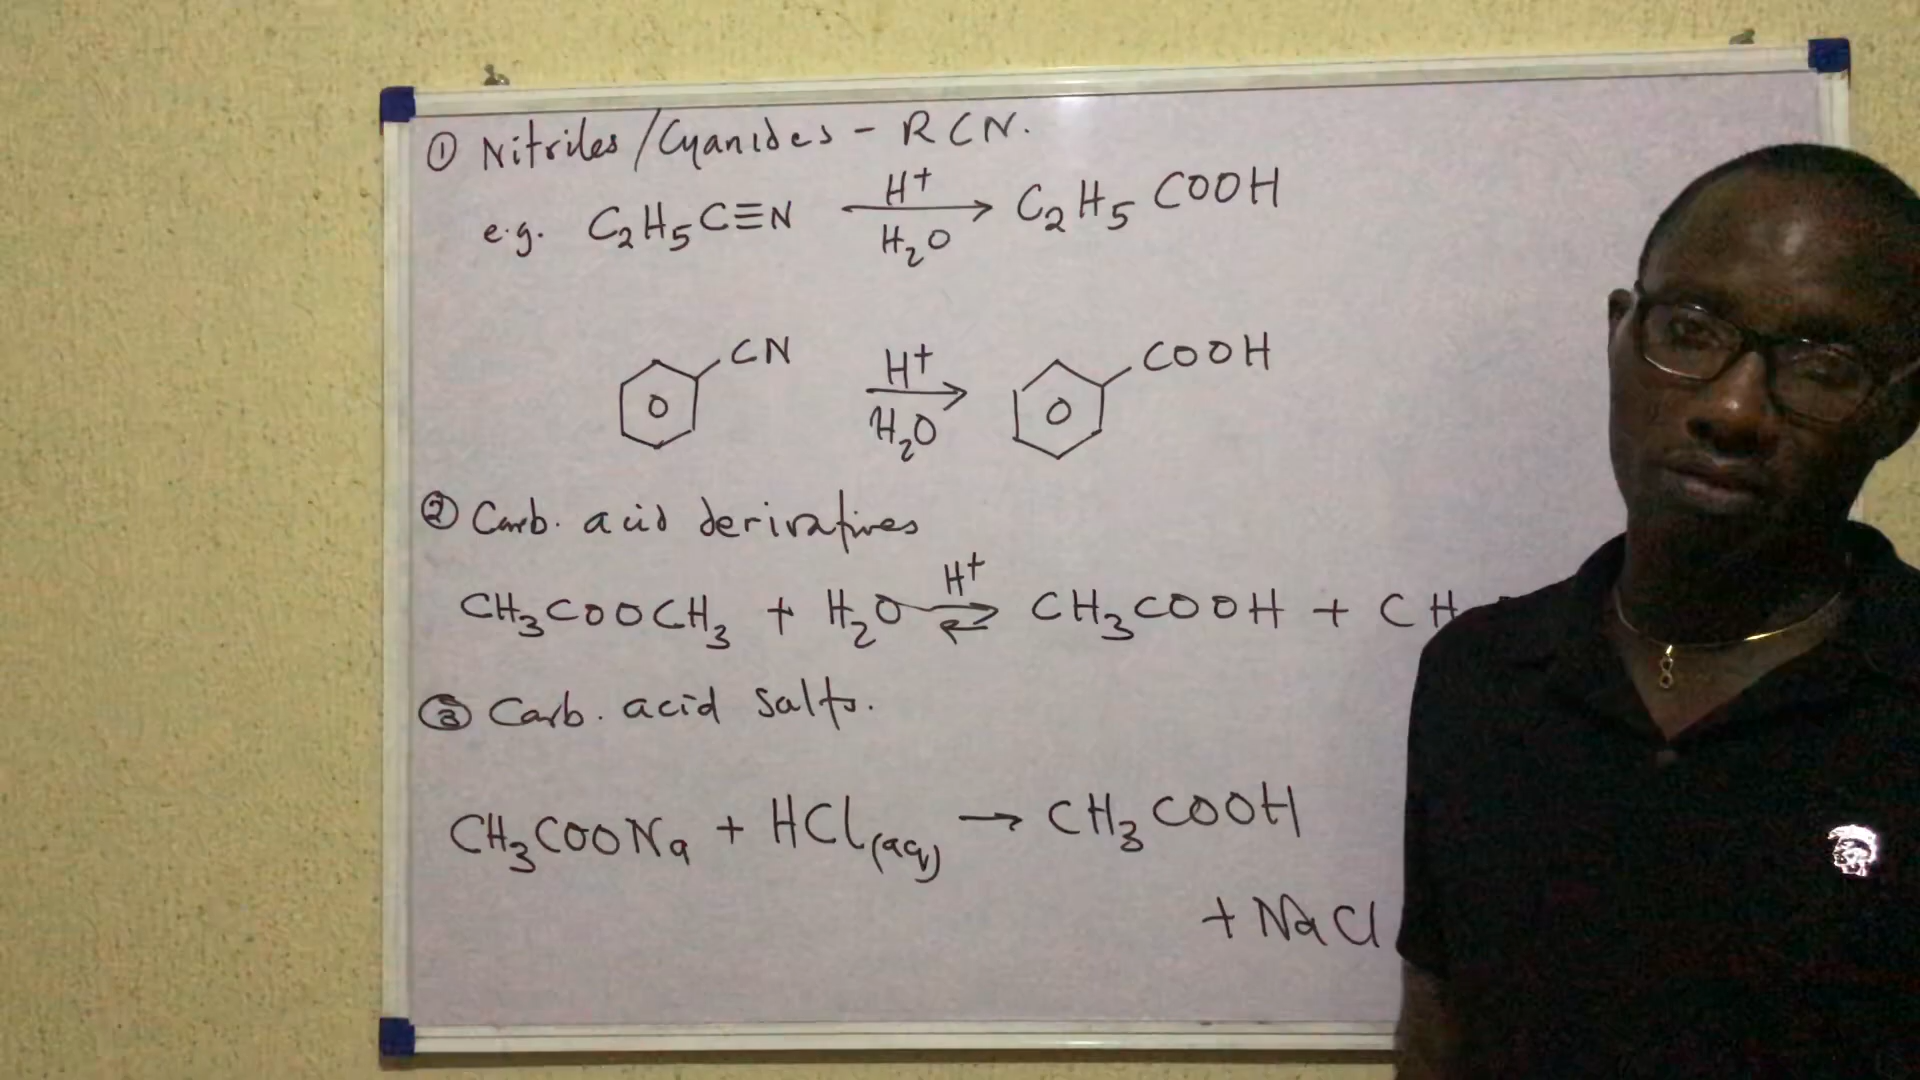 ① Nitriles/Cyanides - RCN.
e.g. C₂H₅C≡N H⁺ H₂O → C₂H₅COOH
CN H⁺ H₂O → COOH
② Carb. acid derivatives
CH₃COOCH₃ + H₂O H⁺ ⇌ CH₃COOH + CH
③ Carb. acid salts.
CH₃COONa + HCl(aq) → CH₃COOH
+ NaCl